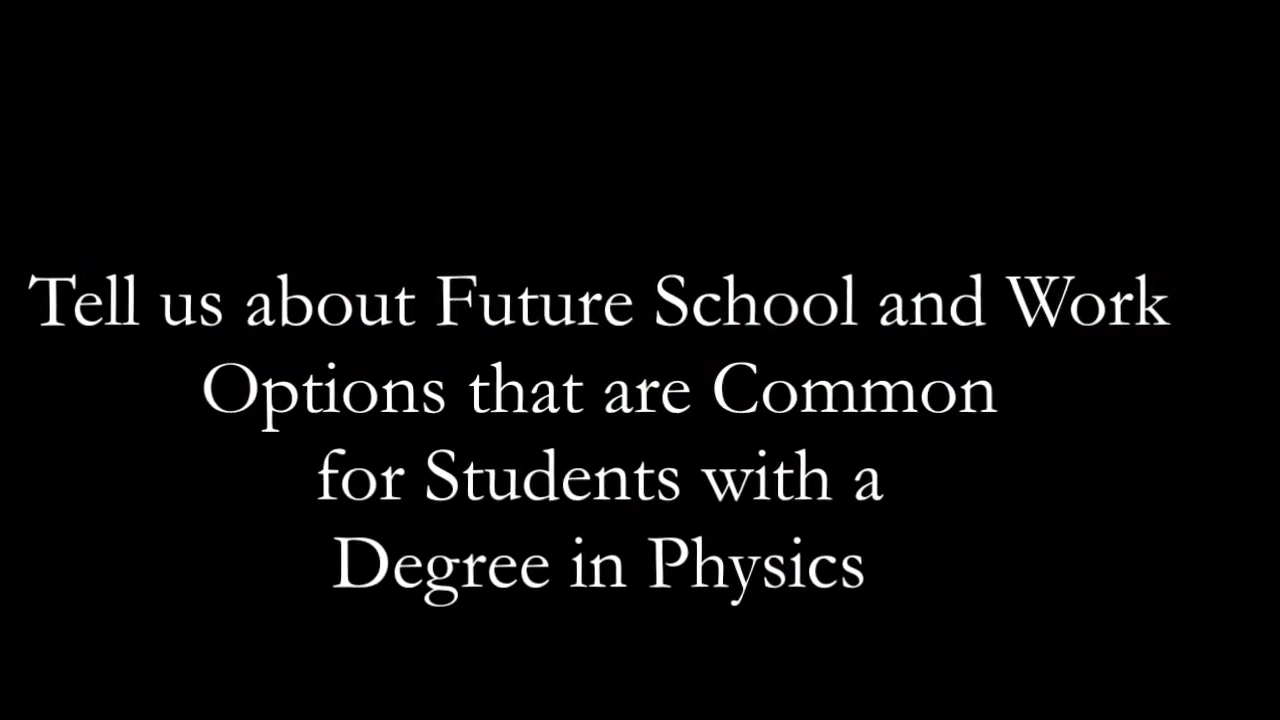 Tell us about Future School and Work
Options that are Common
for Students with a
Degree in Physics